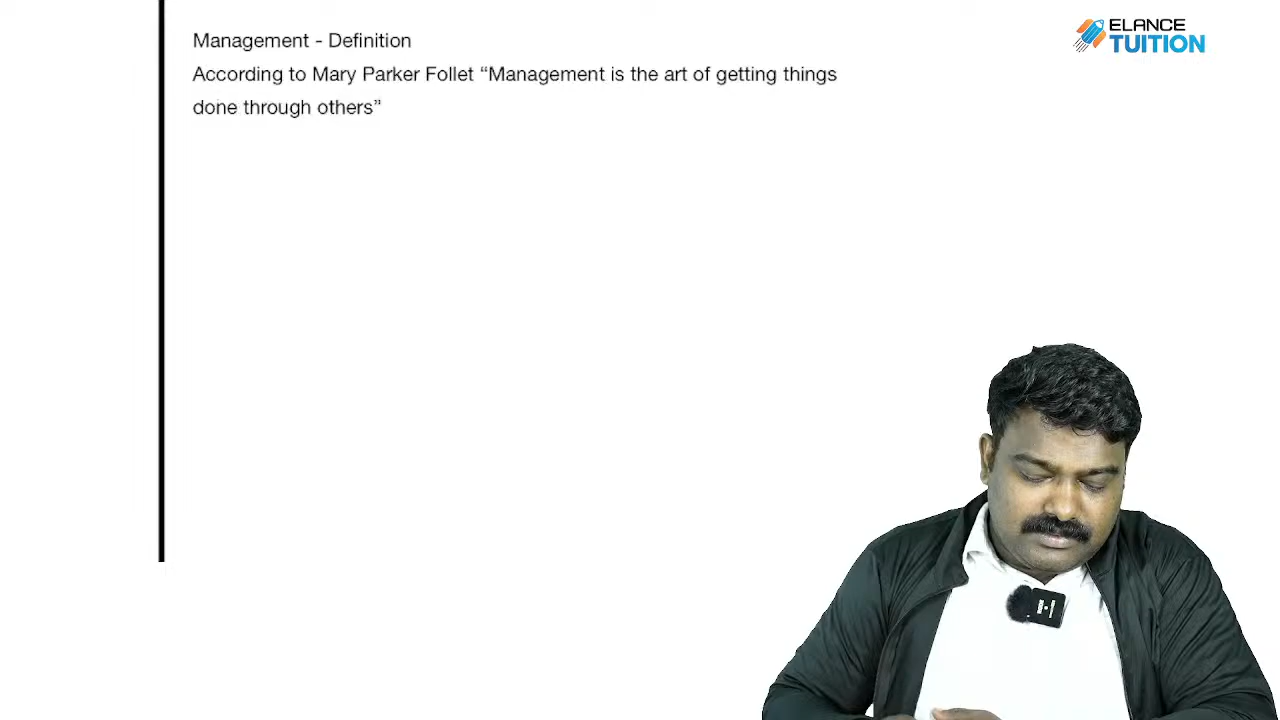 Management - Definition
According to Mary Parker Follet “Management is the art of getting things
done through others”
ELANCE
TUITION